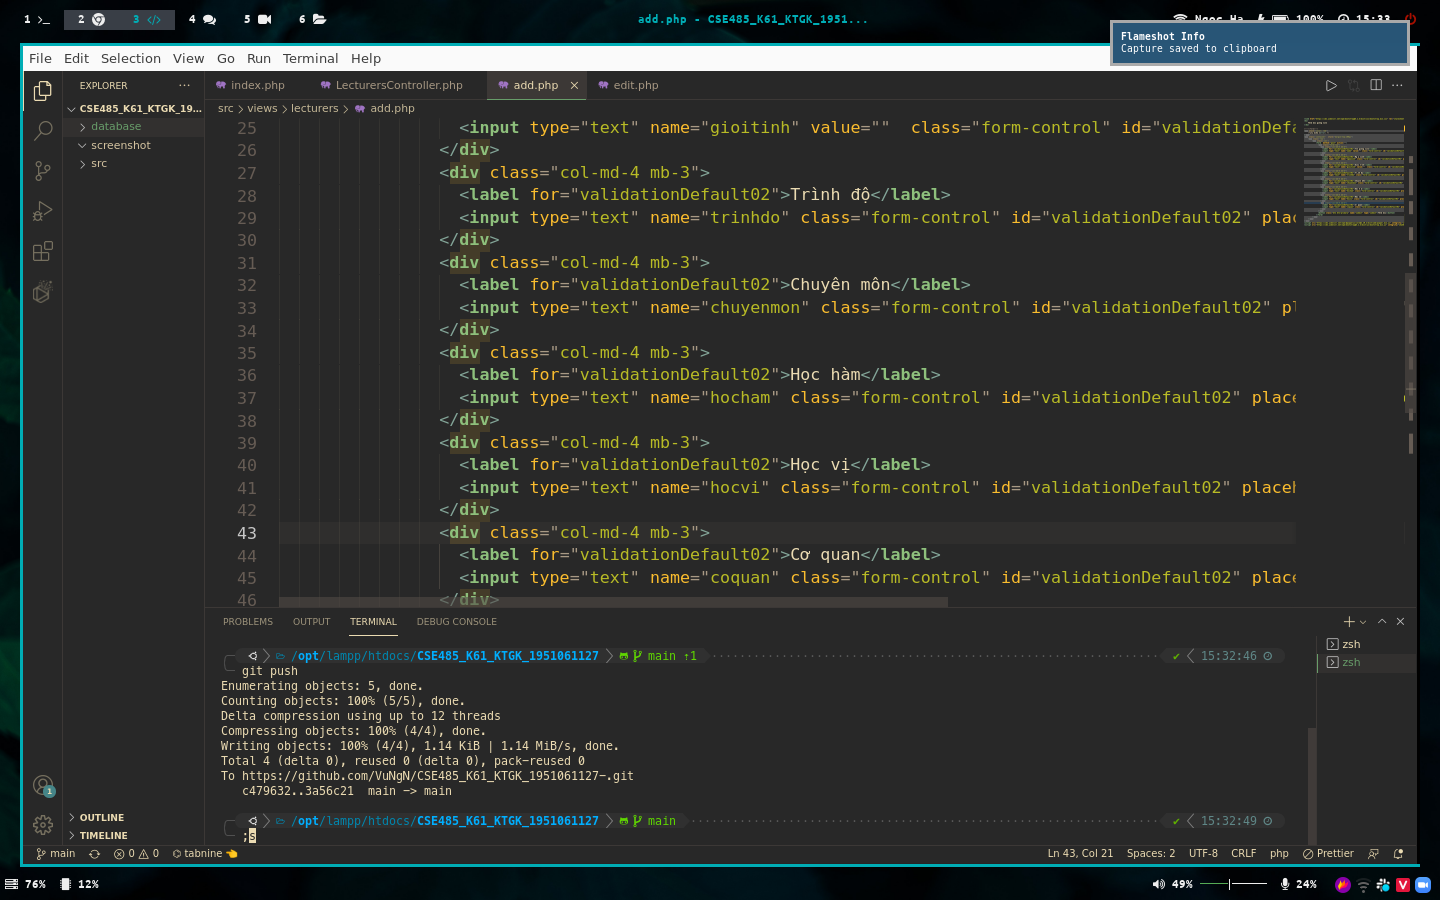 1 2 3 </> 4 5 6
add.php - CSE485_K61_KTGK_1951...
Ngoc Ha 100% 15:33
Flameshot Info
Capture saved to clipboard
File Edit Selection View Go Run Terminal Help
EXPLORER ···
index.php LecturersController.php add.php × edit.php
CSE485_K61_KTGK_19...
src > views > lecturers > add.php
database
screenshot
src
25 <input type="text" name="gioitinh" value=""  class="form-control" id="validationDefa
26 </div>
27 <div class="col-md-4 mb-3">
28 <label for="validationDefault02">Trình độ</label>
29 <input type="text" name="trinhdo" class="form-control" id="validationDefault02" plac
30 </div>
31 <div class="col-md-4 mb-3">
32 <label for="validationDefault02">Chuyên môn</label>
33 <input type="text" name="chuyenmon" class="form-control" id="validationDefault02" pl
34 </div>
35 <div class="col-md-4 mb-3">
36 <label for="validationDefault02">Học hàm</label>
37 <input type="text" name="hocham" class="form-control" id="validationDefault02" place
38 </div>
39 <div class="col-md-4 mb-3">
40 <label for="validationDefault02">Học vị</label>
41 <input type="text" name="hocvi" class="form-control" id="validationDefault02" placeh
42 </div>
43 <div class="col-md-4 mb-3">
44 <label for="validationDefault02">Cơ quan</label>
45 <input type="text" name="coquan" class="form-control" id="validationDefault02" place
46 </div>
PROBLEMS OUTPUT TERMINAL DEBUG CONSOLE
/opt/lampp/htdocs/CSE485_K61_KTGK_1951061127 main ↑1 ✔ 15:32:46
git push
Enumerating objects: 5, done.
Counting objects: 100% (5/5), done.
Delta compression using up to 12 threads
Compressing objects: 100% (4/4), done.
Writing objects: 100% (4/4), 1.14 KiB | 1.14 MiB/s, done.
Total 4 (delta 0), reused 0 (delta 0), pack-reused 0
To https://github.com/VuNgN/CSE485_K61_KTGK_1951061127-.git
c479632..3a56c21  main -> main
/opt/lampp/htdocs/CSE485_K61_KTGK_1951061127 main ✔ 15:32:49
;s
zsh
zsh
1
OUTLINE
TIMELINE
main 0 0 tabnine Ln 43, Col 21 Spaces: 2 UTF-8 CRLF php Prettier
76% 12% 49% 24%